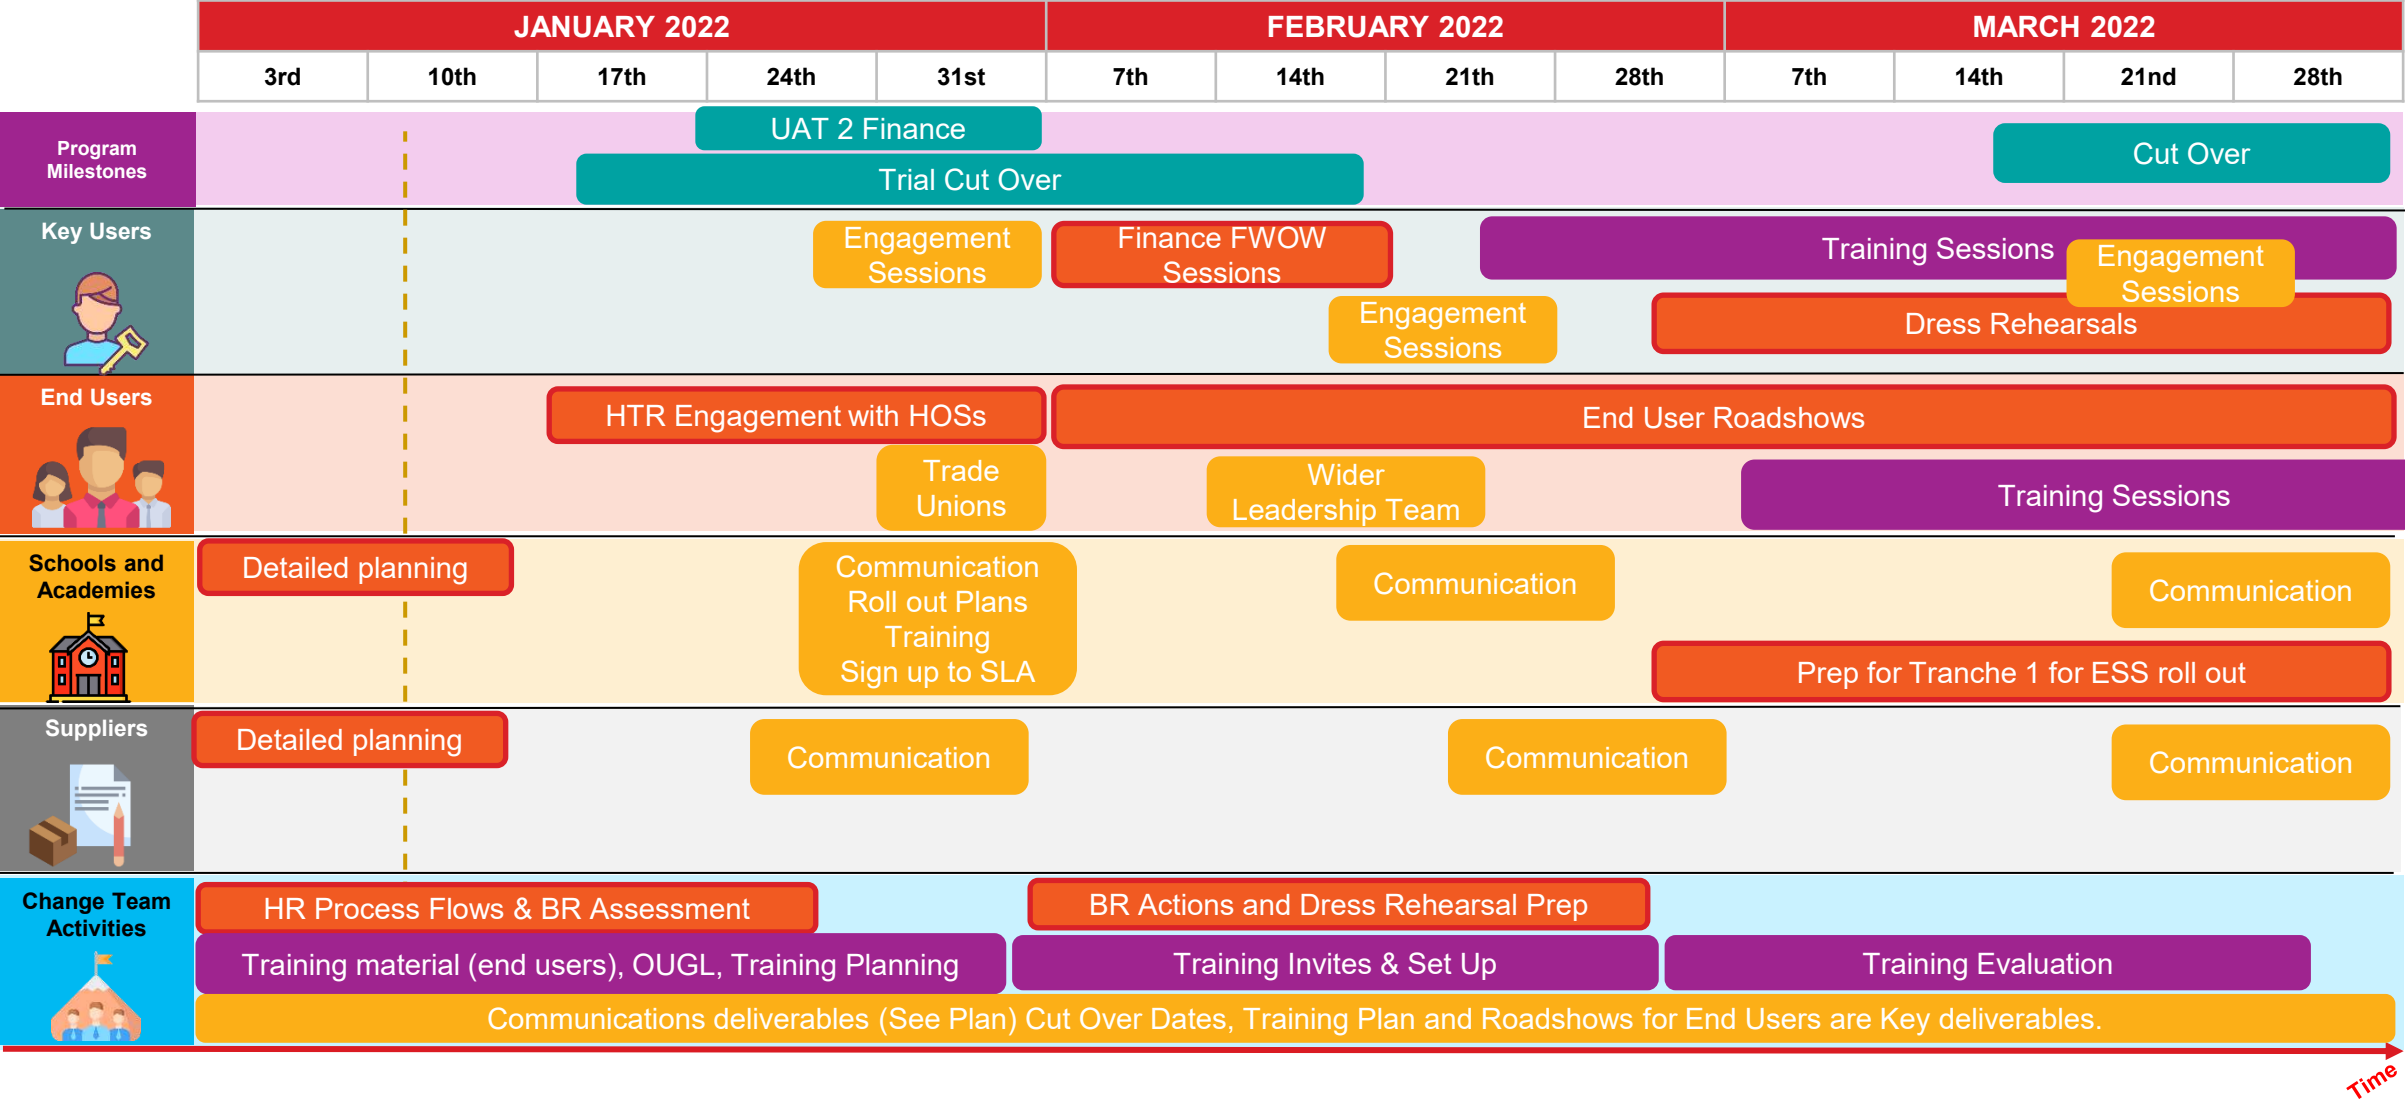 JANUARY 2022 FEBRUARY 2022 MARCH 2022
3rd 10th 17th 24th 31st 7th 14th 21th 28th 7th 14th 21nd 28th
Program
Milestones
UAT 2 Finance
Trial Cut Over
Cut Over
Key Users
Engagement
Sessions
Finance FWOW
Sessions
Engagement
Sessions
Training Sessions
Engagement
Sessions
Dress Rehearsals
End Users
HTR Engagement with HOSs
End User Roadshows
Trade
Unions
Wider
Leadership Team
Training Sessions
Schools and
Academies
Detailed planning
Communication
Roll out Plans
Training
Sign up to SLA
Communication
Communication
Prep for Tranche 1 for ESS roll out
Suppliers
Detailed planning
Communication
Communication
Communication
Change Team
Activities
HR Process Flows & BR Assessment
BR Actions and Dress Rehearsal Prep
Training material (end users), OUGL, Training Planning
Training Invites & Set Up
Training Evaluation
Communications deliverables (See Plan) Cut Over Dates, Training Plan and Roadshows for End Users are Key deliverables.
Time